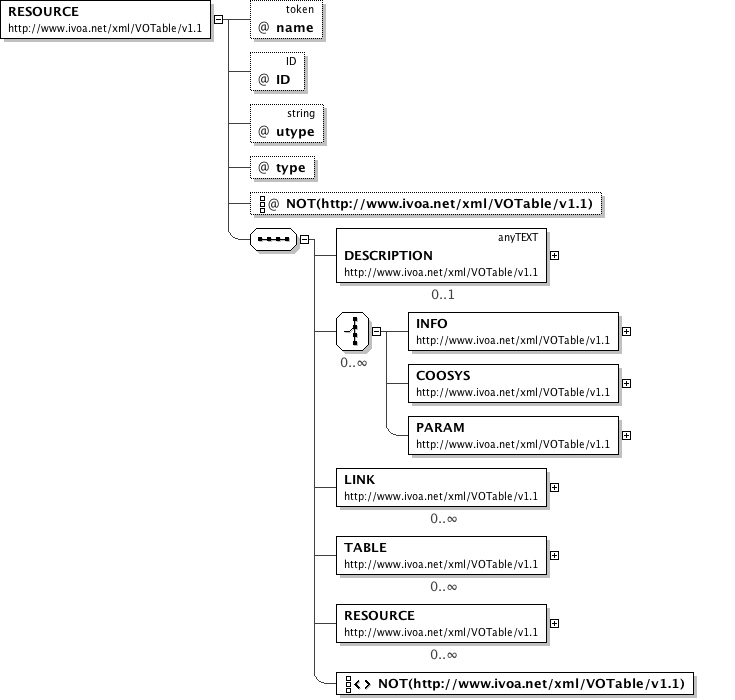 RESOURCE
http://www.ivoa.net/xml/VOTable/v1.1
token
@ name
ID
@ ID
string
@ utype
@ type
@ NOT(http://www.ivoa.net/xml/VOTable/v1.1)
anyTEXT
DESCRIPTION
http://www.ivoa.net/xml/VOTable/v1.1
0..1
INFO
http://www.ivoa.net/xml/VOTable/v1.1
0..∞
COOSYS
http://www.ivoa.net/xml/VOTable/v1.1
PARAM
http://www.ivoa.net/xml/VOTable/v1.1
LINK
http://www.ivoa.net/xml/VOTable/v1.1
0..∞
TABLE
http://www.ivoa.net/xml/VOTable/v1.1
0..∞
RESOURCE
http://www.ivoa.net/xml/VOTable/v1.1
0..∞
<> NOT(http://www.ivoa.net/xml/VOTable/v1.1)